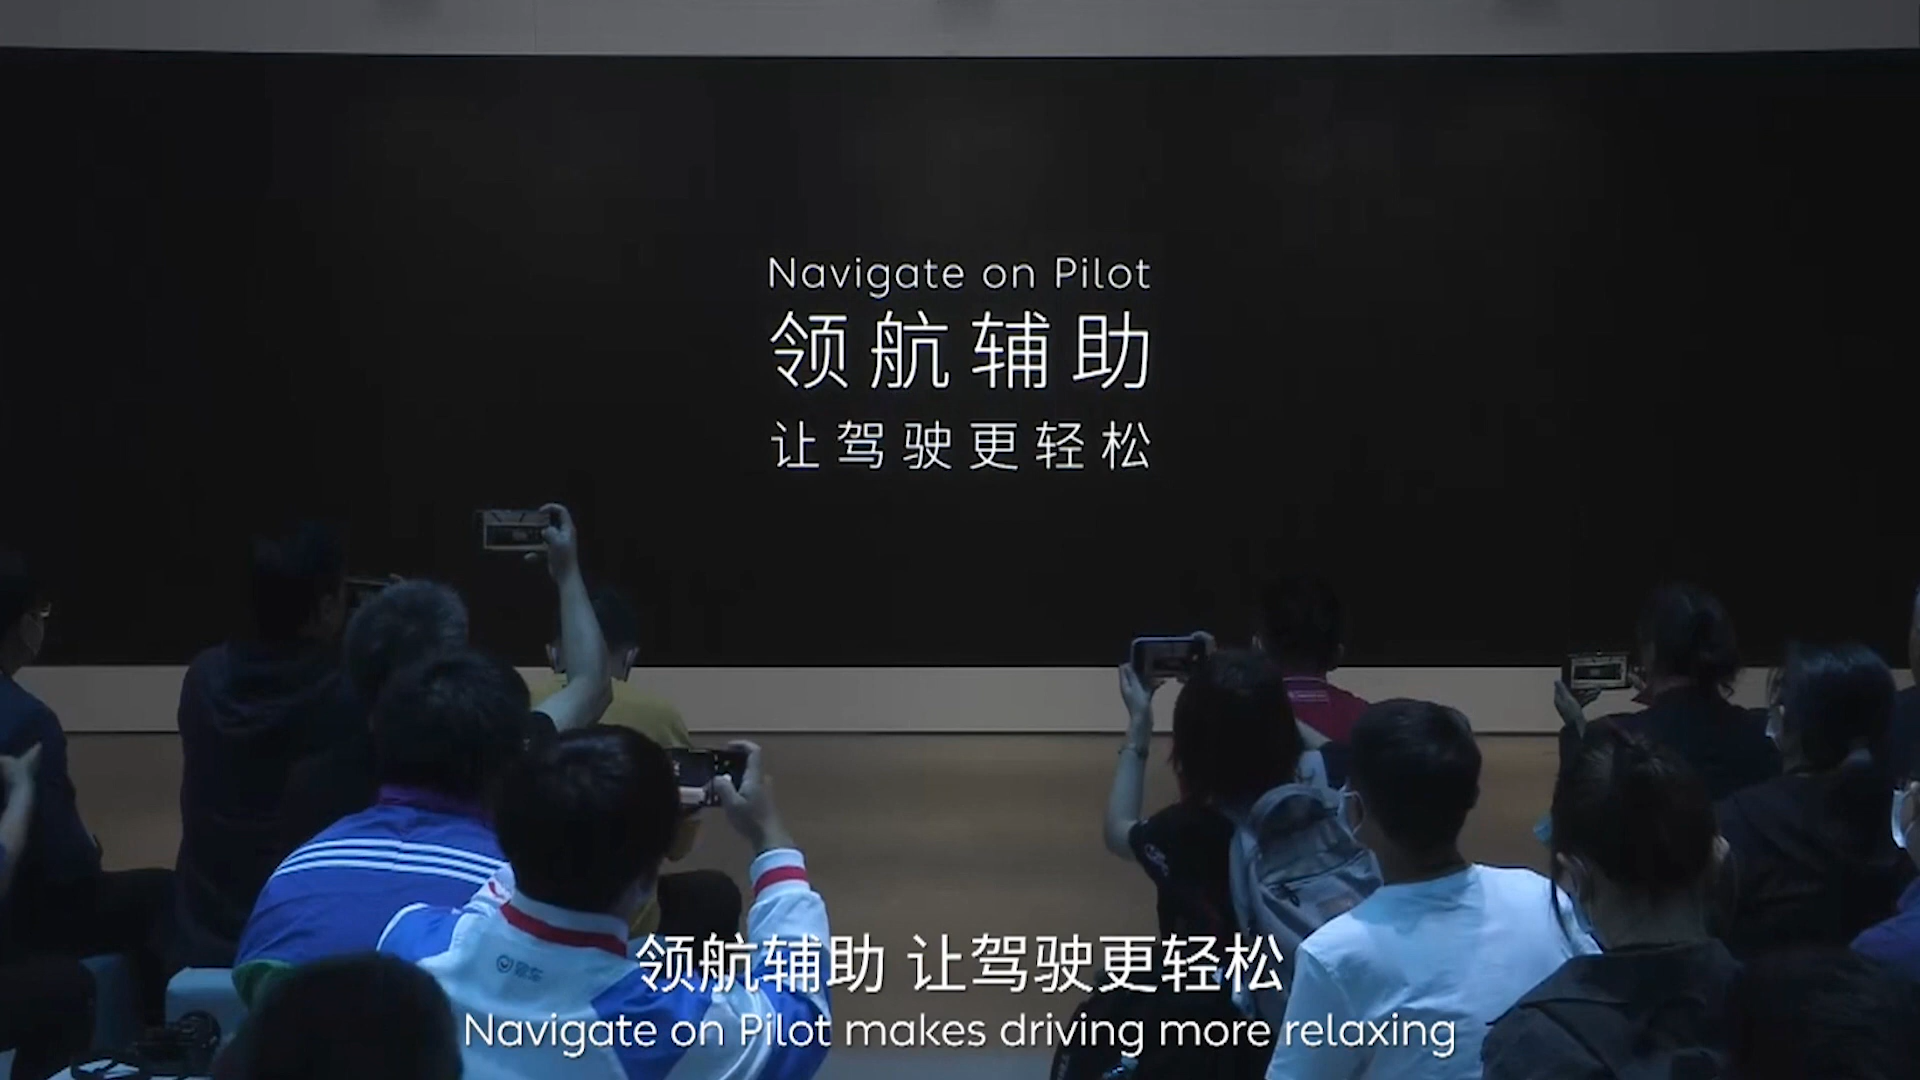 Navigate on Pilot
领航辅助
让驾驶更轻松
领航辅助 让驾驶更轻松
Navigate on Pilot makes driving more relaxing